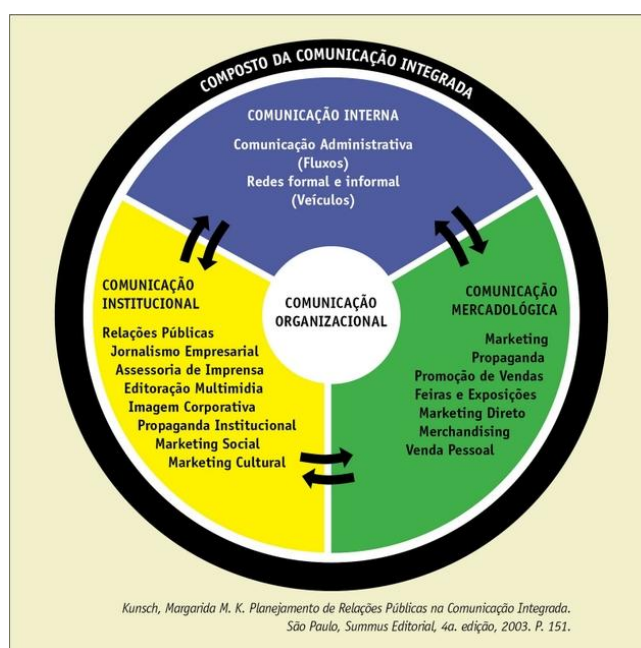 COMPOSTO DA COMUNICAÇÃO INTEGRADA
COMUNICAÇÃO INTERNA
Comunicação Administrativa
(Fluxos)
Redes formal e informal
(Veículos)
COMUNICAÇÃO
INSTITUCIONAL
Relações Públicas
Jornalismo Empresarial
Assessoria de Imprensa
Editoração Multimidia
Imagem Corporativa
Propaganda Institucional
Marketing Social
Marketing Cultural
COMUNICAÇÃO
ORGANIZACIONAL
COMUNICAÇÃO
MERCADOLÓGICA
Marketing
Propaganda
Promoção de Vendas
Feiras e Exposições
Marketing Direto
Merchandising
Venda Pessoal
Kunsch, Margarida M. K. Planejamento de Relações Públicas na Comunicação Integrada.
São Paulo, Summus Editorial, 4a. edição, 2003. P. 151.